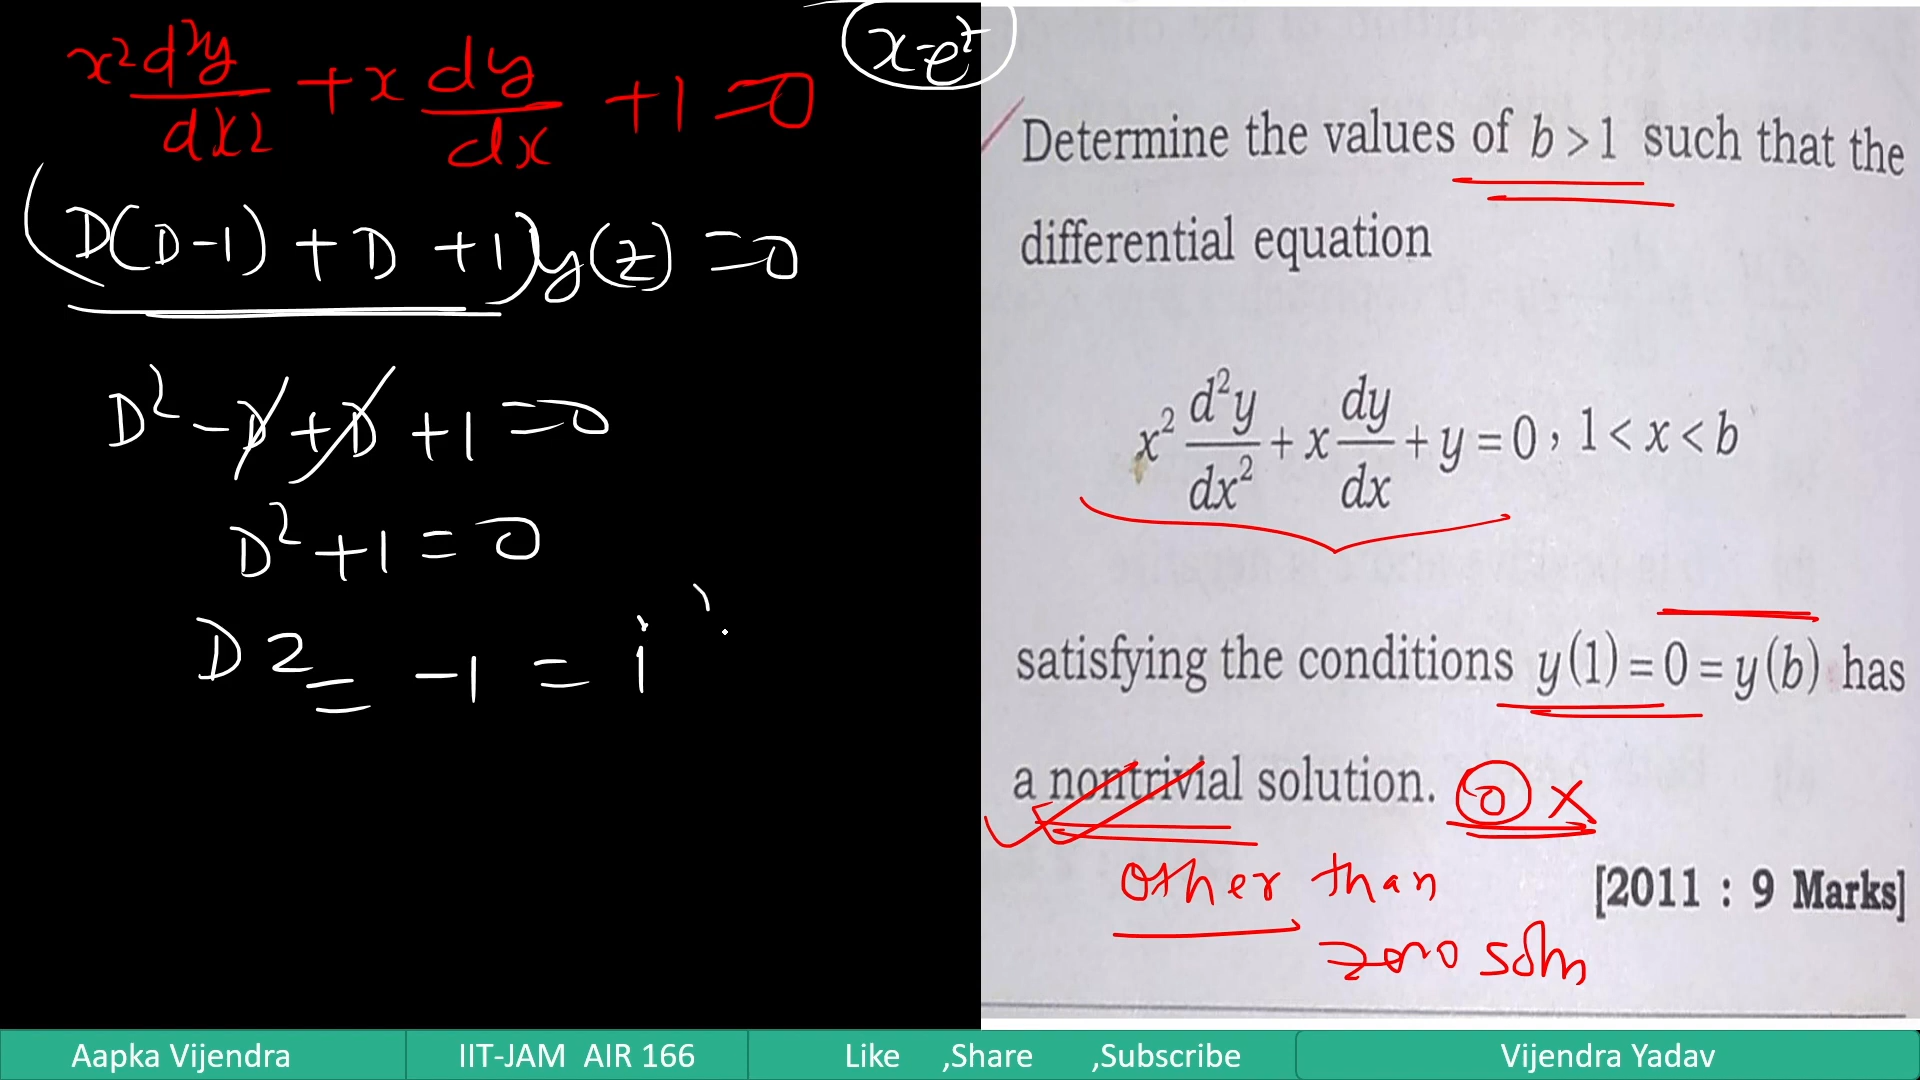 x²d²y/dx2 + x dy/dx + 1 = 0
x=e^z
(D(D-1) + D + 1)y(z) = 0
D² - D + D + 1 = 0
D² + 1 = 0
D2 = -1 = i
Determine the values of b > 1 such that the
differential equation
x² d²y/dx² + x dy/dx + y = 0, 1 < x < b
satisfying the conditions y(1) = 0 = y(b) has
a nontrivial solution. 0 ×
other than
zero soln
[2011 : 9 Marks]
Aapka Vijendra
IIT-JAM AIR 166
Like ,Share ,Subscribe
Vijendra Yadav